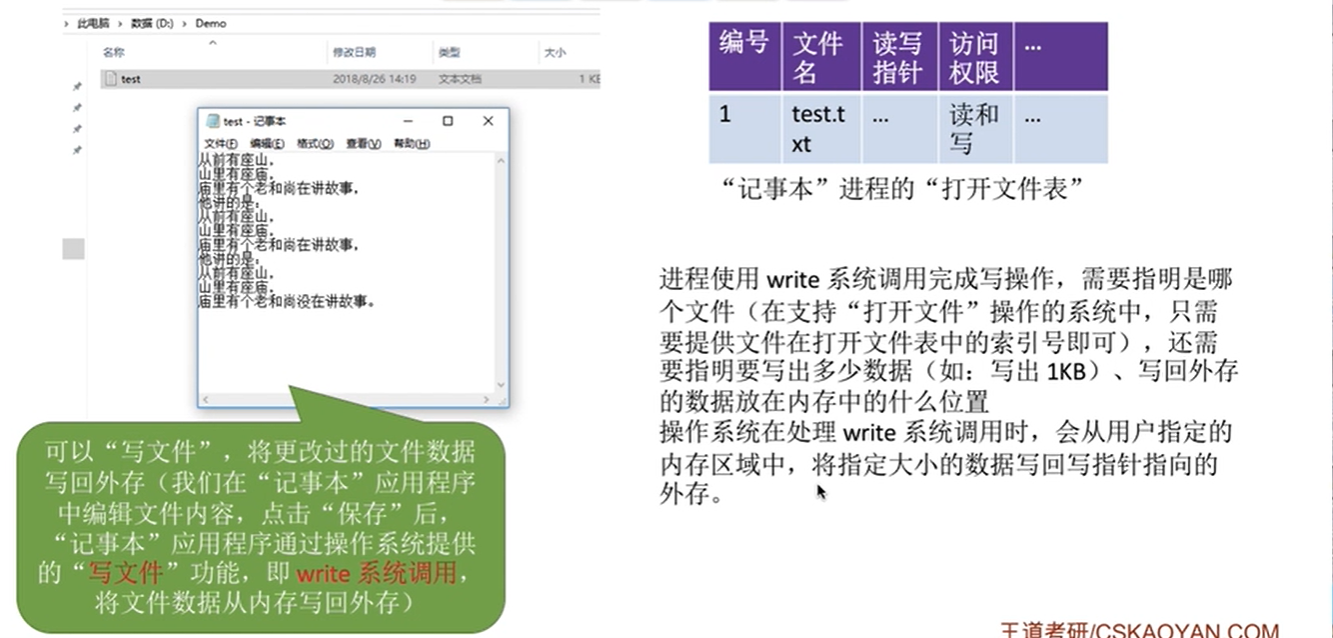 此电脑 › 数据 (D:) › Demo
名称 修改日期 类型 大小
test 2018/8/26 14:19 文本文档 1 KB
test - 记事本
文件(F) 编辑(E) 格式(O) 查看(V) 帮助(H)
从前有座山，
山里有座庙，
庙里有个老和尚在讲故事，
他讲的是：
从前有座山，
山里有座庙，
庙里有个老和尚在讲故事，
他讲的是：
从前有座山，
山里有座庙，
庙里有个老和尚没在讲故事。
可以“写文件”，将更改过的文件数据
写回外存（我们在“记事本”应用程序
中编辑文件内容，点击“保存”后，
“记事本”应用程序通过操作系统提供
的“写文件”功能，即 write 系统调用，
将文件数据从内存写回外存）
编号 文件名 读写指针 访问权限 ...
1 test.txt ... 读和写 ...
“记事本”进程的“打开文件表”
进程使用 write 系统调用完成写操作，需要指明是哪
个文件（在支持“打开文件”操作的系统中，只需
要提供文件在打开文件表中的索引号即可），还需
要指明要写出多少数据（如：写出 1KB）、写回外存
的数据放在内存中的什么位置
操作系统在处理 write 系统调用时，会从用户指定的
内存区域中，将指定大小的数据写回写指针指向的
外存。
王道考研/CSKAOYAN.COM